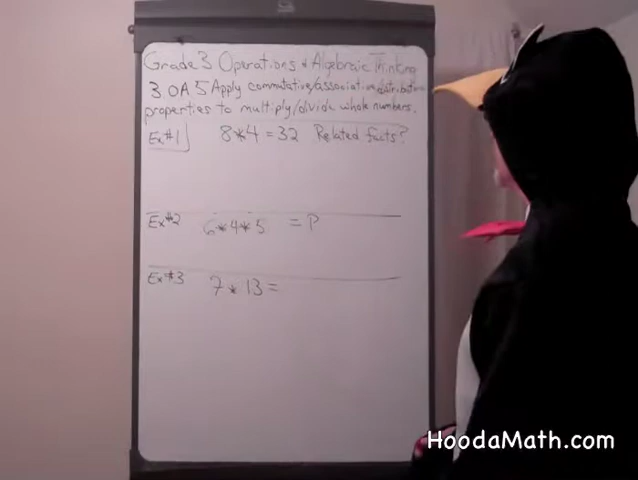 Grade 3 Operations & Algebraic Thinking
3.OA 5 Apply commutative/associative/distributive
properties to multiply/divide whole numbers.
Ex#1 8*4=32 Related facts?
Ex#2 6*4*5 = P
Ex#3 7*13=
HoodaMath.com